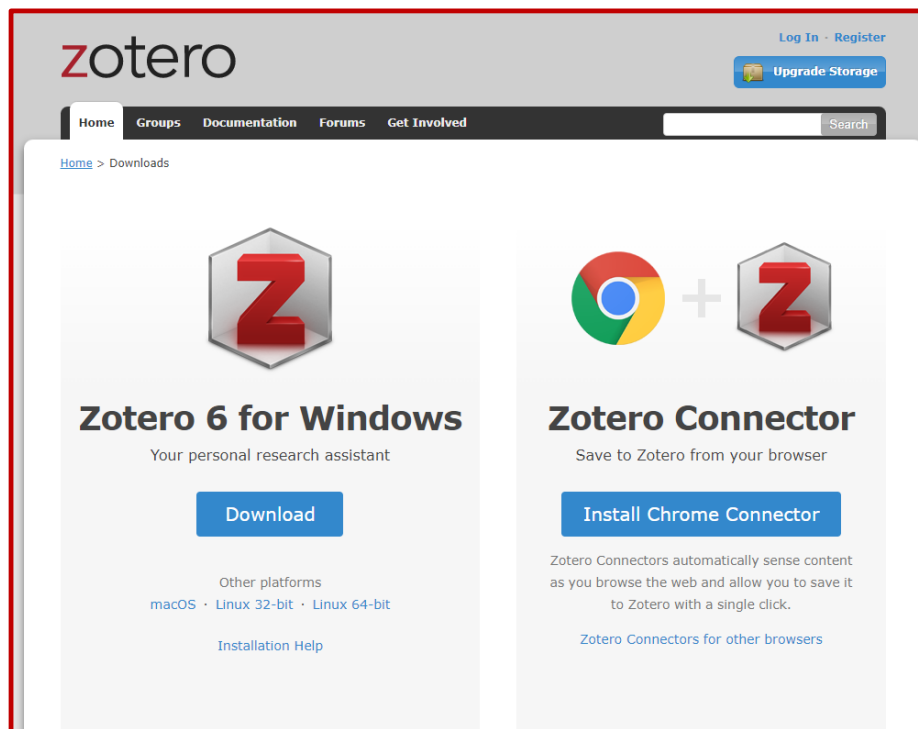 zotero
Log In · Register
Upgrade Storage
Home Groups Documentation Forums Get Involved
Search
Home > Downloads
Z
Z
Zotero 6 for Windows
Your personal research assistant
Download
Other platforms
macOS · Linux 32-bit · Linux 64-bit
Installation Help
Zotero Connector
Save to Zotero from your browser
Install Chrome Connector
Zotero Connectors automatically sense content
as you browse the web and allow you to save it
to Zotero with a single click.
Zotero Connectors for other browsers